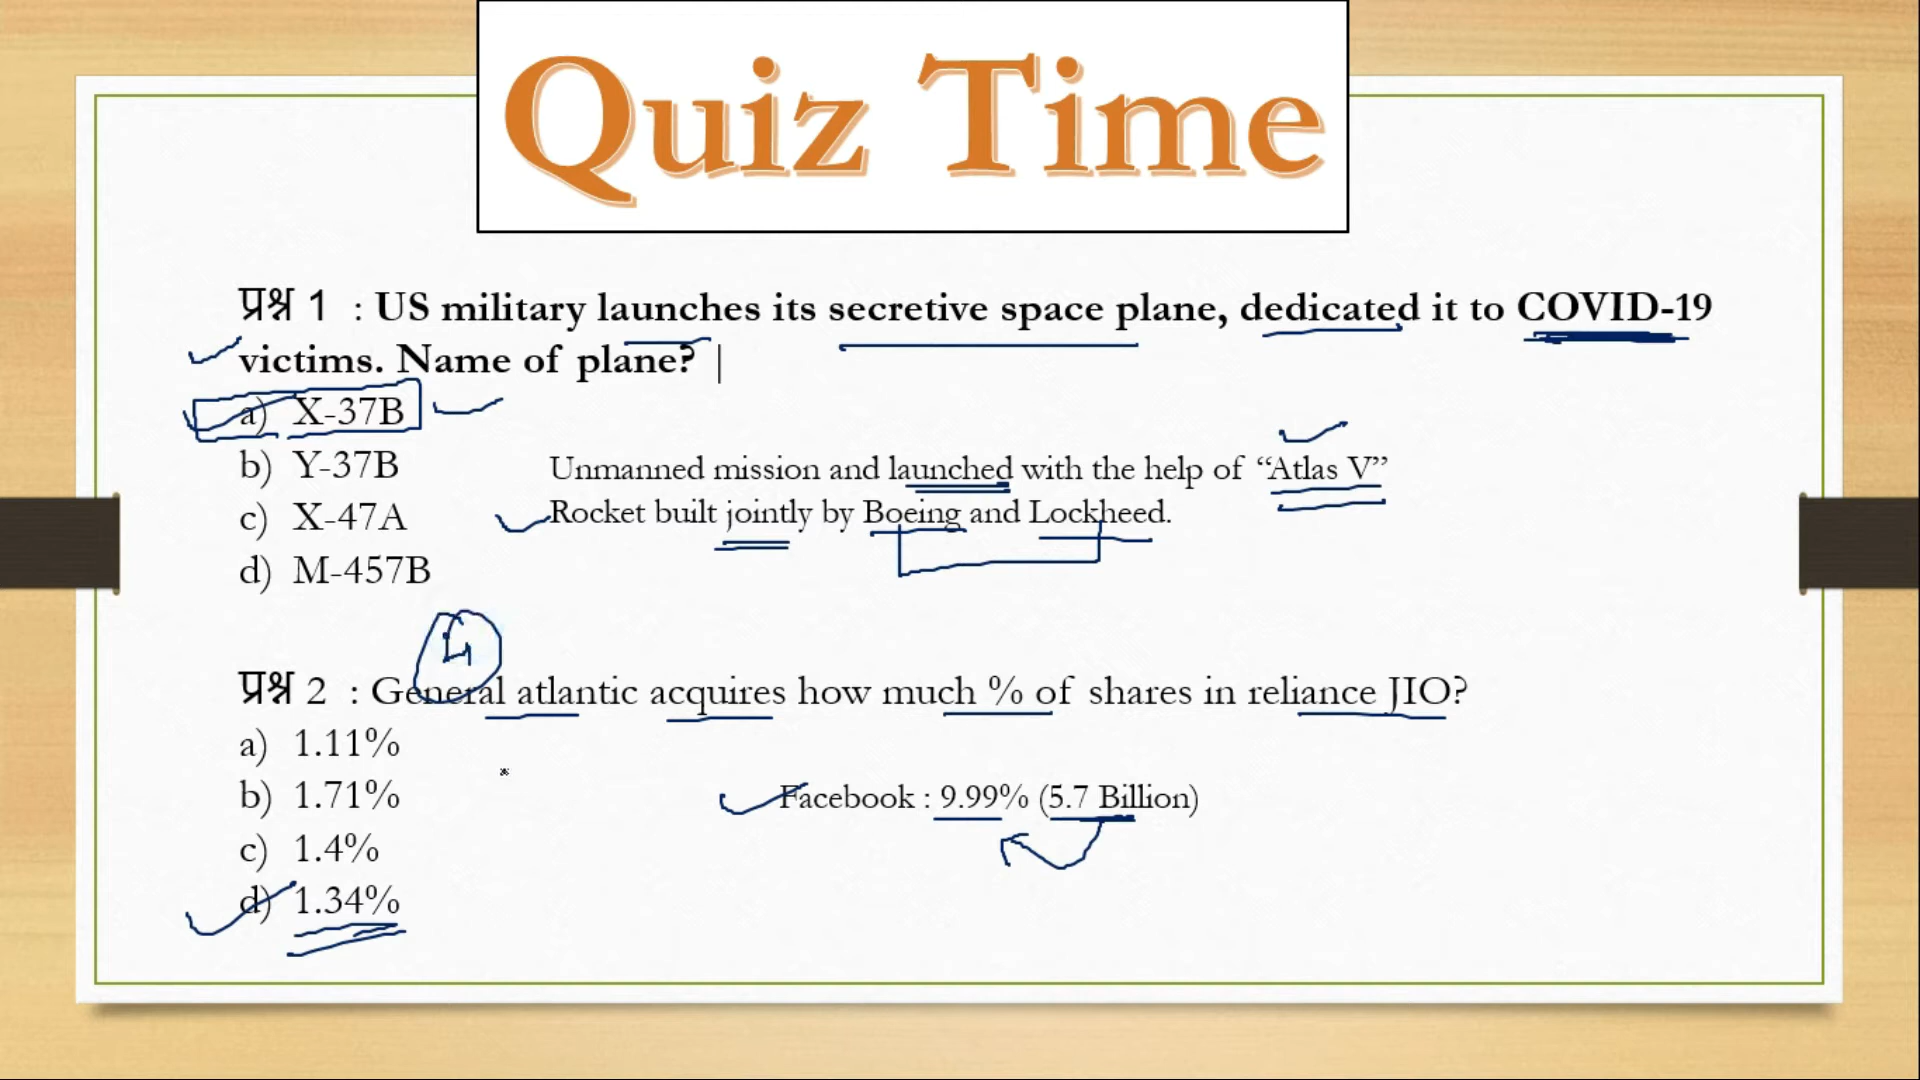 Quiz Time
प्रश्न 1 : US military launches its secretive space plane, dedicated it to COVID-19
victims. Name of plane? |
a) X-37B
b) Y-37B
Unmanned mission and launched with the help of “Atlas V”
c) X-47A
Rocket built jointly by Boeing and Lockheed.
d) M-457B
4
प्रश्न 2 : General atlantic acquires how much % of shares in reliance JIO?
a) 1.11%
b) 1.71%
Facebook : 9.99% (5.7 Billion)
c) 1.4%
d) 1.34%